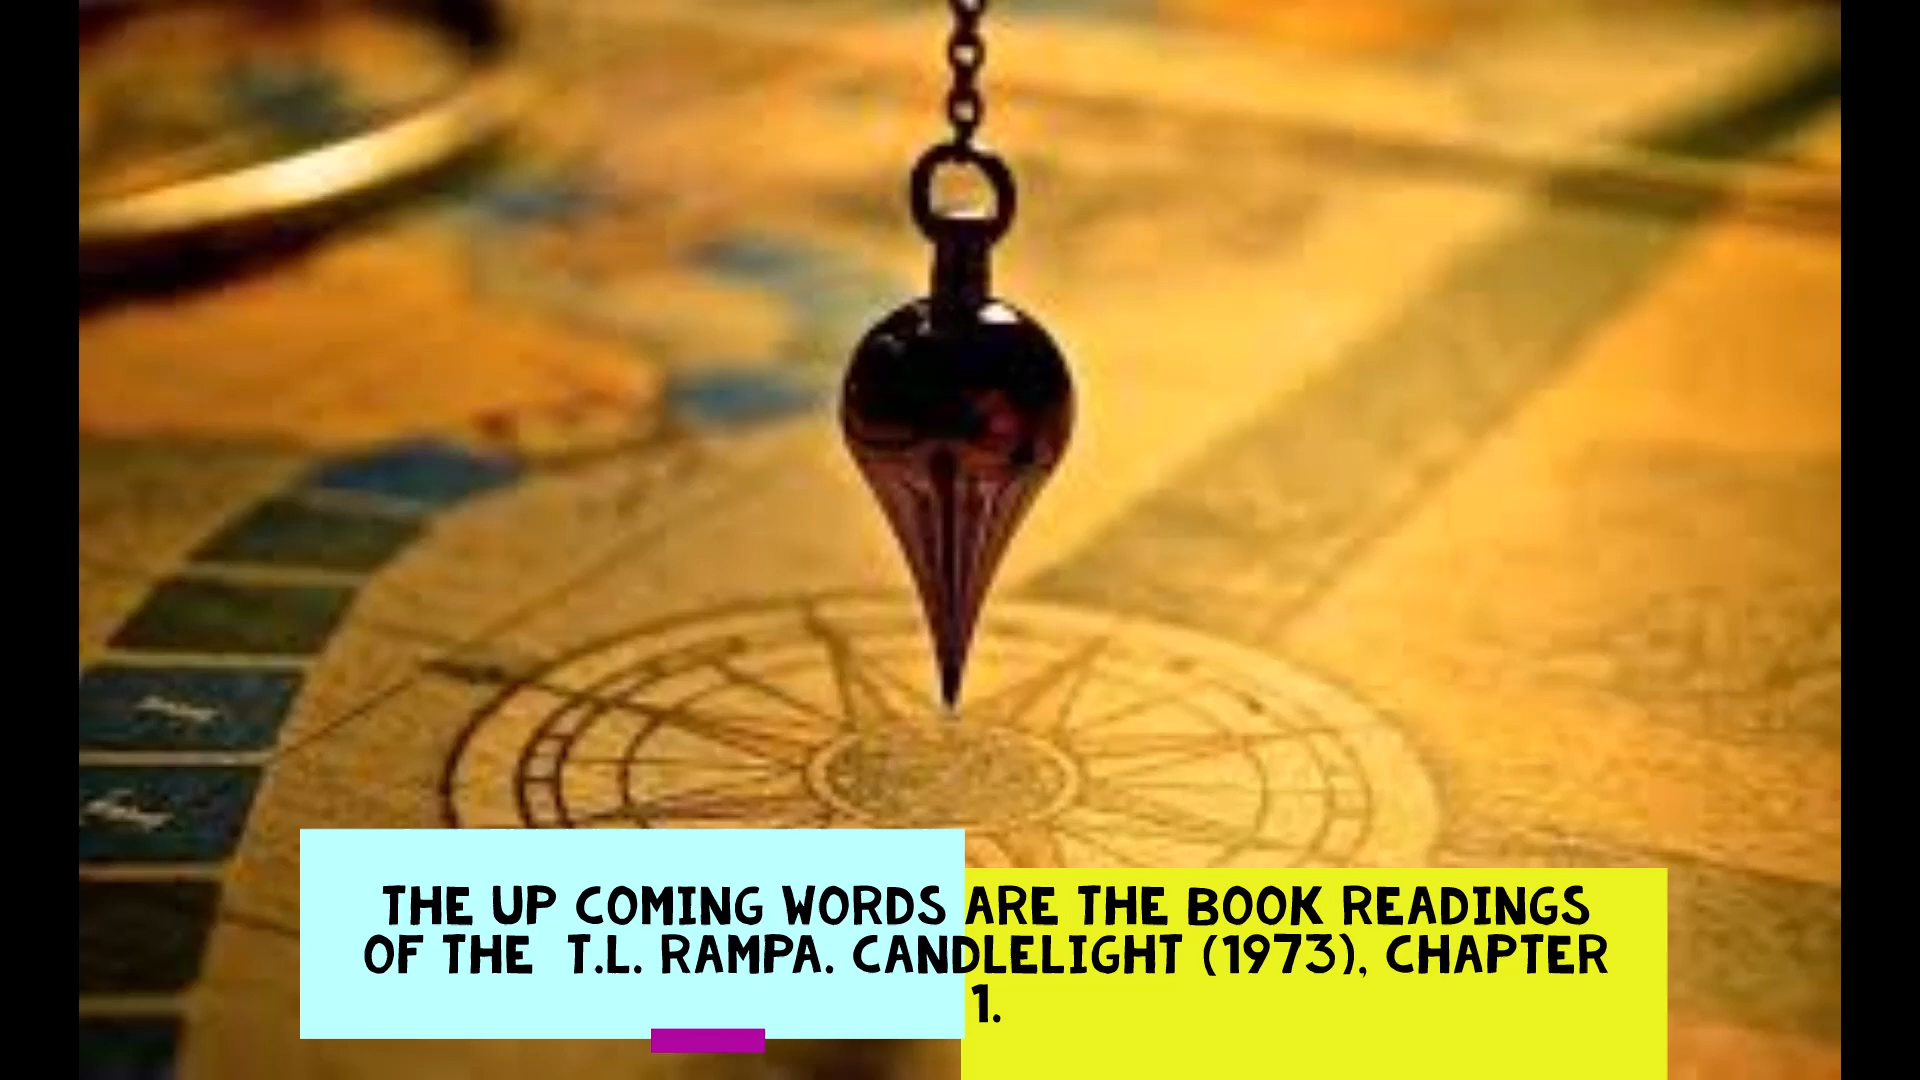 THE UP COMING WORDS ARE THE BOOK READINGS
OF THE T.L. RAMPA. CANDLELIGHT (1973), CHAPTER
1.